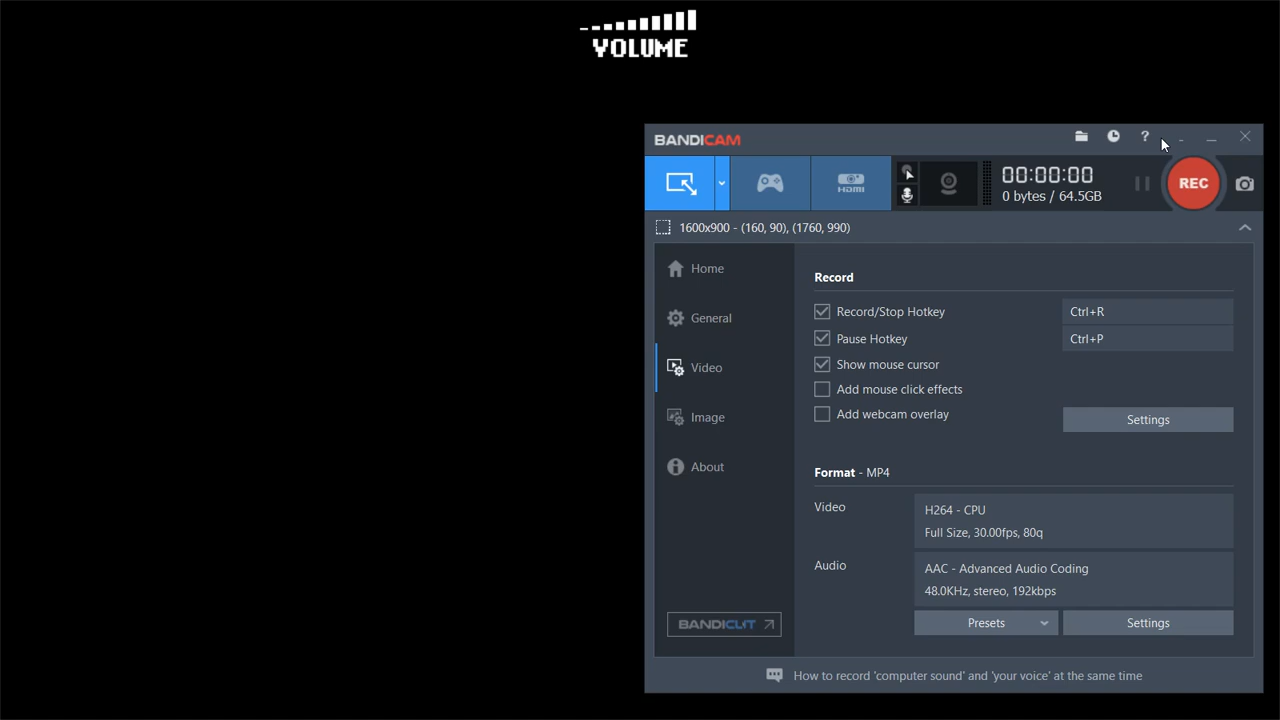 VOLUME
BANDICAM
?
HDMI
00:00:00
0 bytes / 64.5GB
REC
1600x900 - (160, 90), (1760, 990)
Home
General
Video
Image
About
BANDICUT
Record
Record/Stop Hotkey
Ctrl+R
Pause Hotkey
Ctrl+P
Show mouse cursor
Add mouse click effects
Add webcam overlay
Settings
Format - MP4
Video
H264 - CPU
Full Size, 30.00fps, 80q
Audio
AAC - Advanced Audio Coding
48.0KHz, stereo, 192kbps
Presets
Settings
How to record 'computer sound' and 'your voice' at the same time